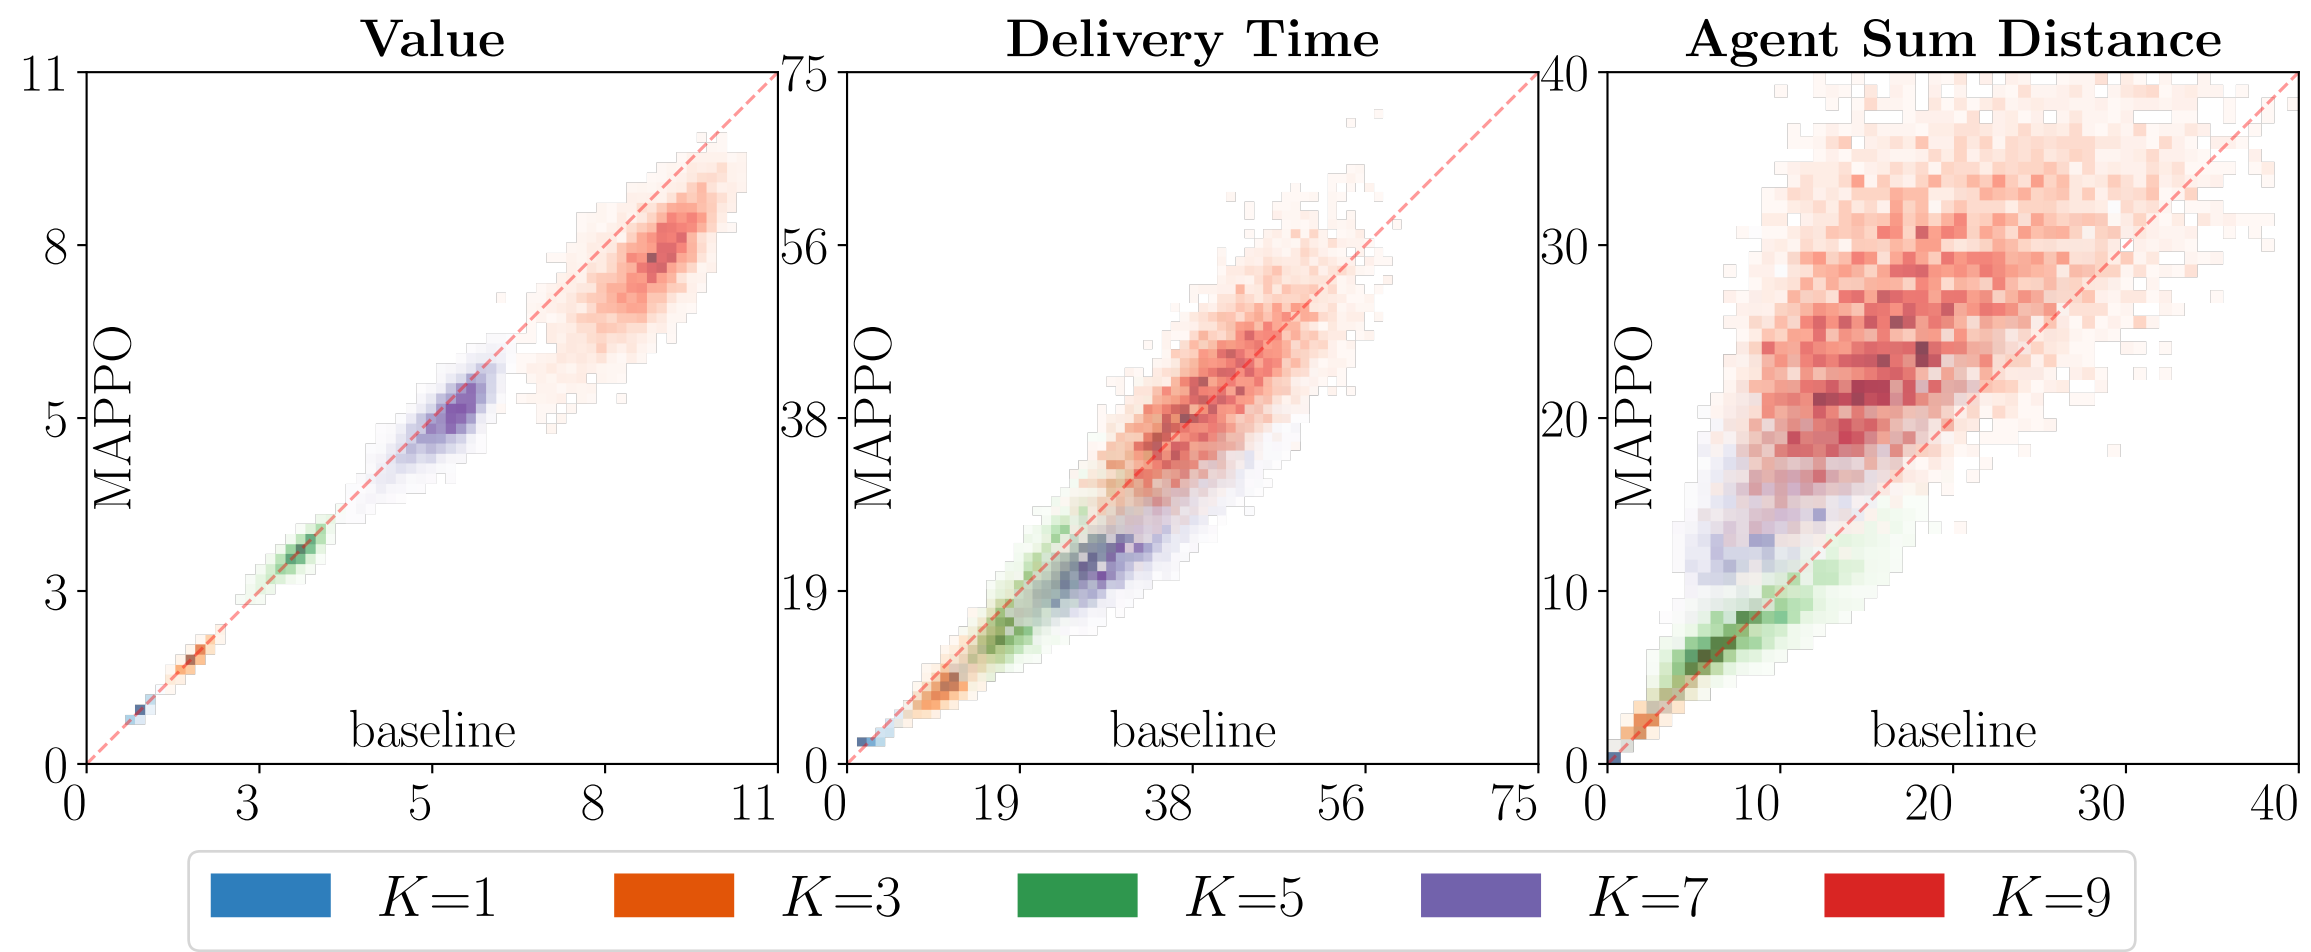 Value
Delivery Time
Agent Sum Distance
11
8
5
3
0
MAPPO
baseline
0 3 5 8 11
75
56
38
19
0
MAPPO
baseline
0 19 38 56 75
40
30
20
10
0
MAPPO
baseline
0 10 20 30 40
K=1 K=3 K=5 K=7 K=9